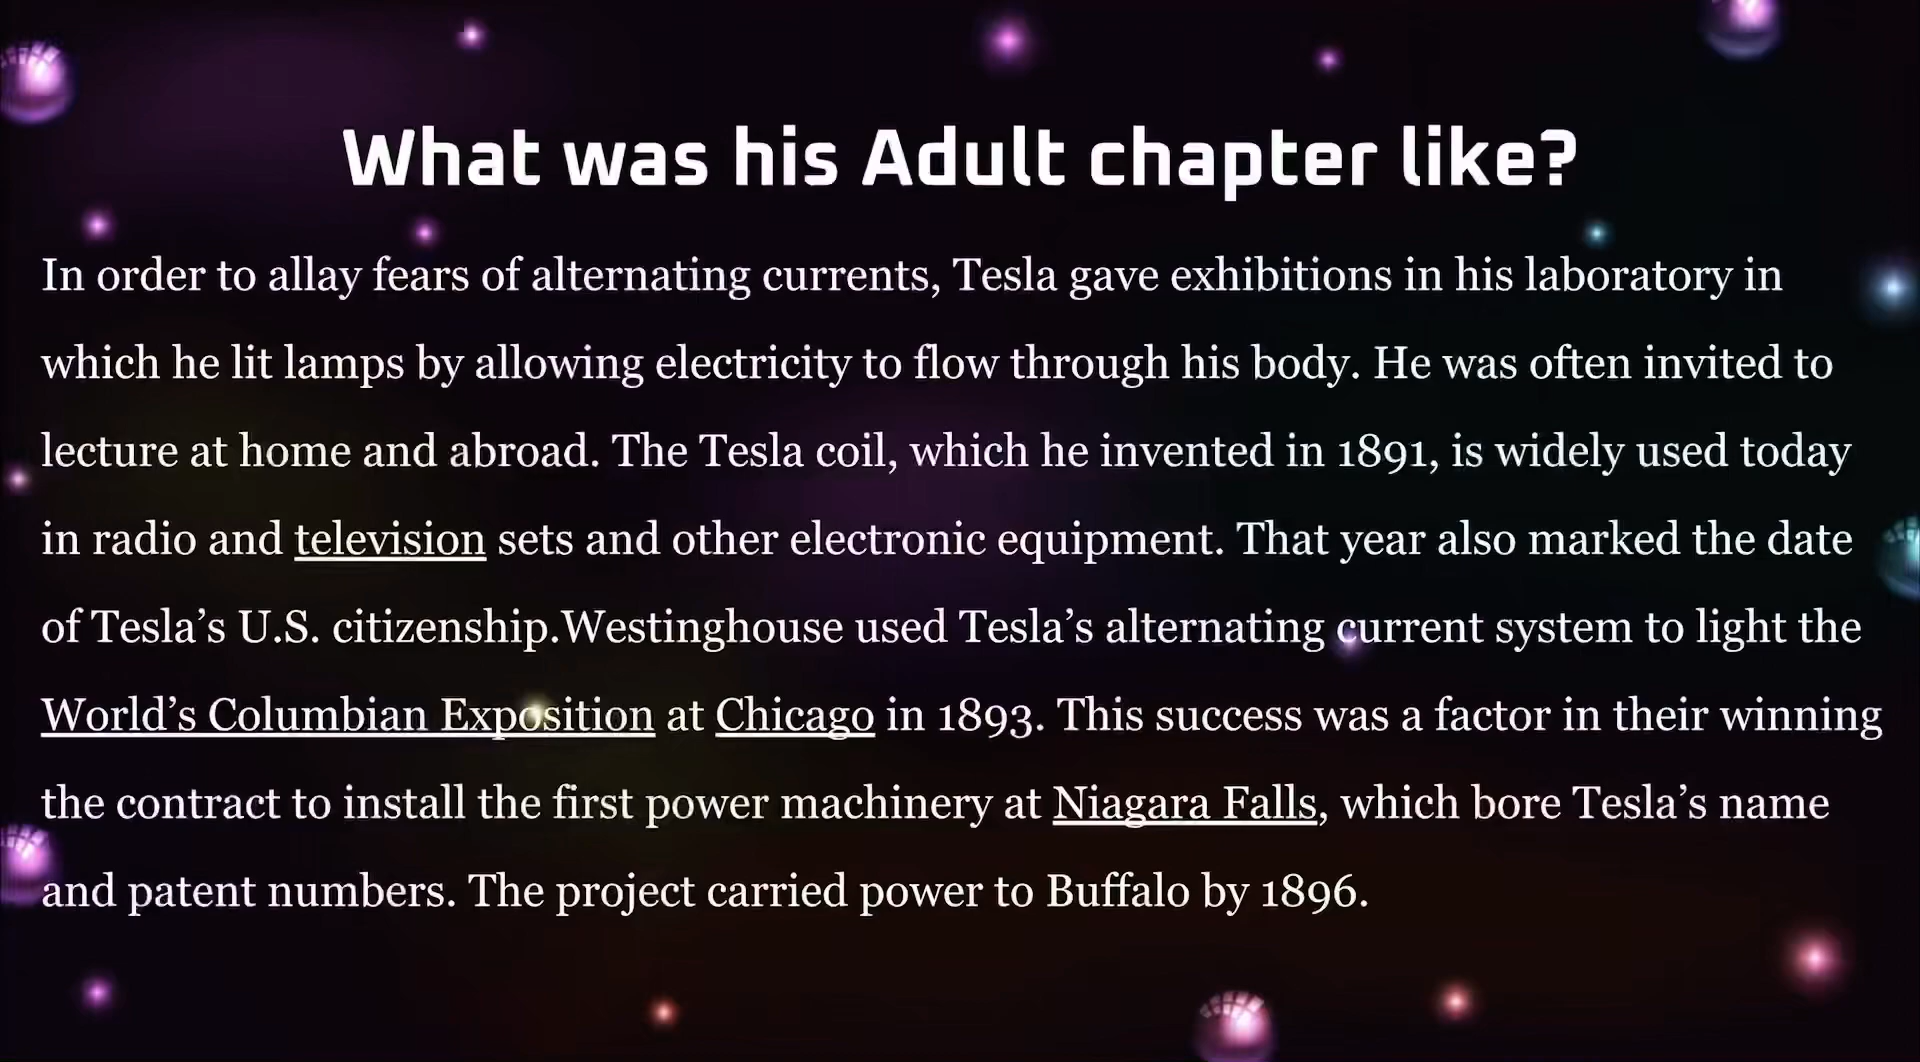 What was his Adult chapter like?
In order to allay fears of alternating currents, Tesla gave exhibitions in his laboratory in
which he lit lamps by allowing electricity to flow through his body. He was often invited to
lecture at home and abroad. The Tesla coil, which he invented in 1891, is widely used today
in radio and television sets and other electronic equipment. That year also marked the date
of Tesla’s U.S. citizenship.Westinghouse used Tesla’s alternating current system to light the
World’s Columbian Exposition at Chicago in 1893. This success was a factor in their winning
the contract to install the first power machinery at Niagara Falls, which bore Tesla’s name
and patent numbers. The project carried power to Buffalo by 1896.